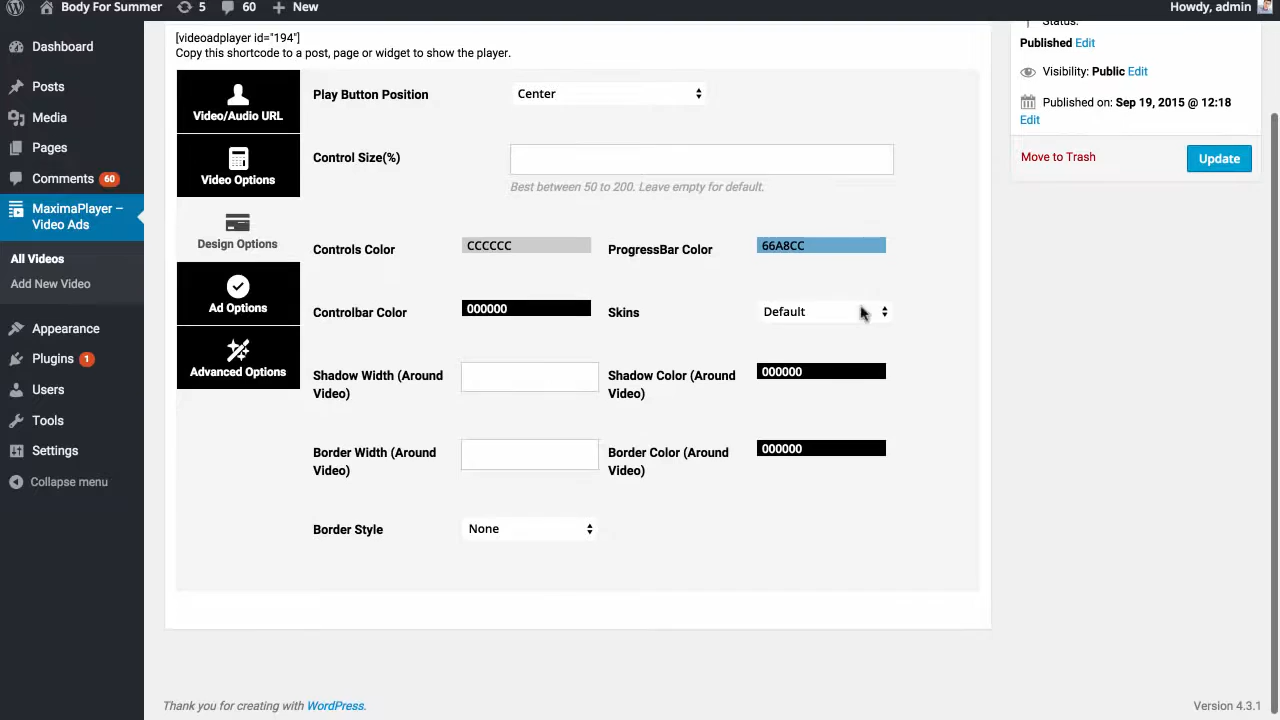 Body For Summer 5 60 New Howdy, admin
Dashboard
Posts
Media
Pages
Comments 60
MaximaPlayer –
Video Ads
All Videos
Add New Video
Appearance
Plugins 1
Users
Tools
Settings
Collapse menu
[videoadplayer id="194"]
Copy this shortcode to a post, page or widget to show the player.
Video/Audio URL
Video Options
Design Options
Ad Options
Advanced Options
Play Button Position Center
Control Size(%)
Best between 50 to 200. Leave empty for default.
Controls Color CCCCCC ProgressBar Color 66A8CC
Controlbar Color 000000 Skins Default
Shadow Width (Around
Video)
Shadow Color (Around
Video)
000000
Border Width (Around
Video)
Border Color (Around
Video)
000000
Border Style None
Status:
Published Edit
Visibility: Public Edit
Published on: Sep 19, 2015 @ 12:18
Edit
Move to Trash Update
Thank you for creating with WordPress. Version 4.3.1